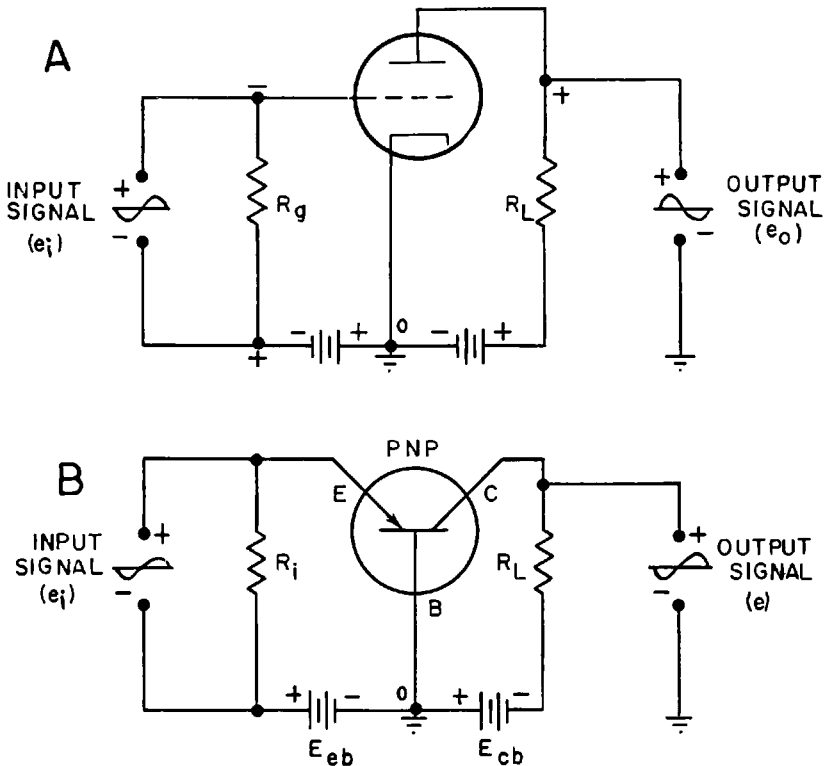 A
−
+
INPUT
SIGNAL
(ei)
+
−
Rg
RL
+
−
OUTPUT
SIGNAL
(eo)
− + 0 − +
+
PNP
B
E C
INPUT
SIGNAL
(ei)
+
−
Ri
RL
+
−
OUTPUT
SIGNAL
(e)
B
+ − 0 + −
Eeb
Ecb